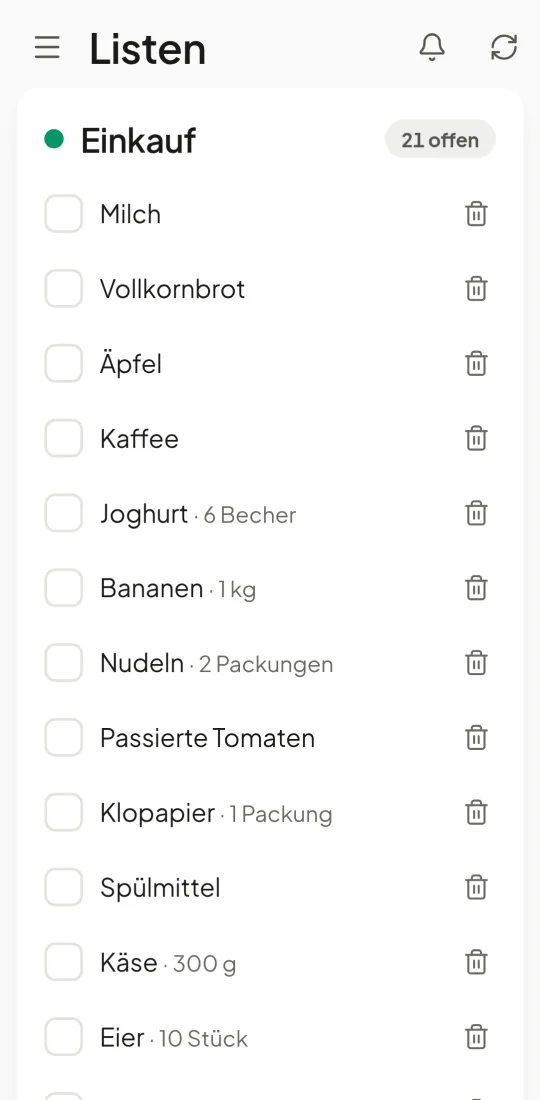 Listen
Einkauf
21 offen
Milch
Vollkornbrot
Äpfel
Kaffee
Joghurt · 6 Becher
Bananen · 1 kg
Nudeln · 2 Packungen
Passierte Tomaten
Klopapier · 1 Packung
Spülmittel
Käse · 300 g
Eier · 10 Stück